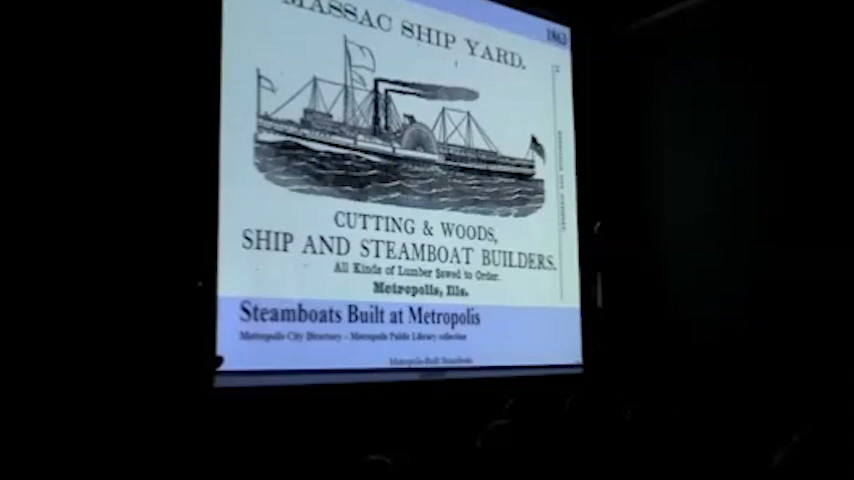 MASSAC SHIP YARD.
1863
CUTTING & WOODS,
SHIP AND STEAMBOAT BUILDERS.
All Kinds of Lumber Sawed to Order.
Metropolis, Ills.
Steamboats Built at Metropolis
Metropolis City Directory – Metropolis Public Library collection
Metropolis-Built Steamboats